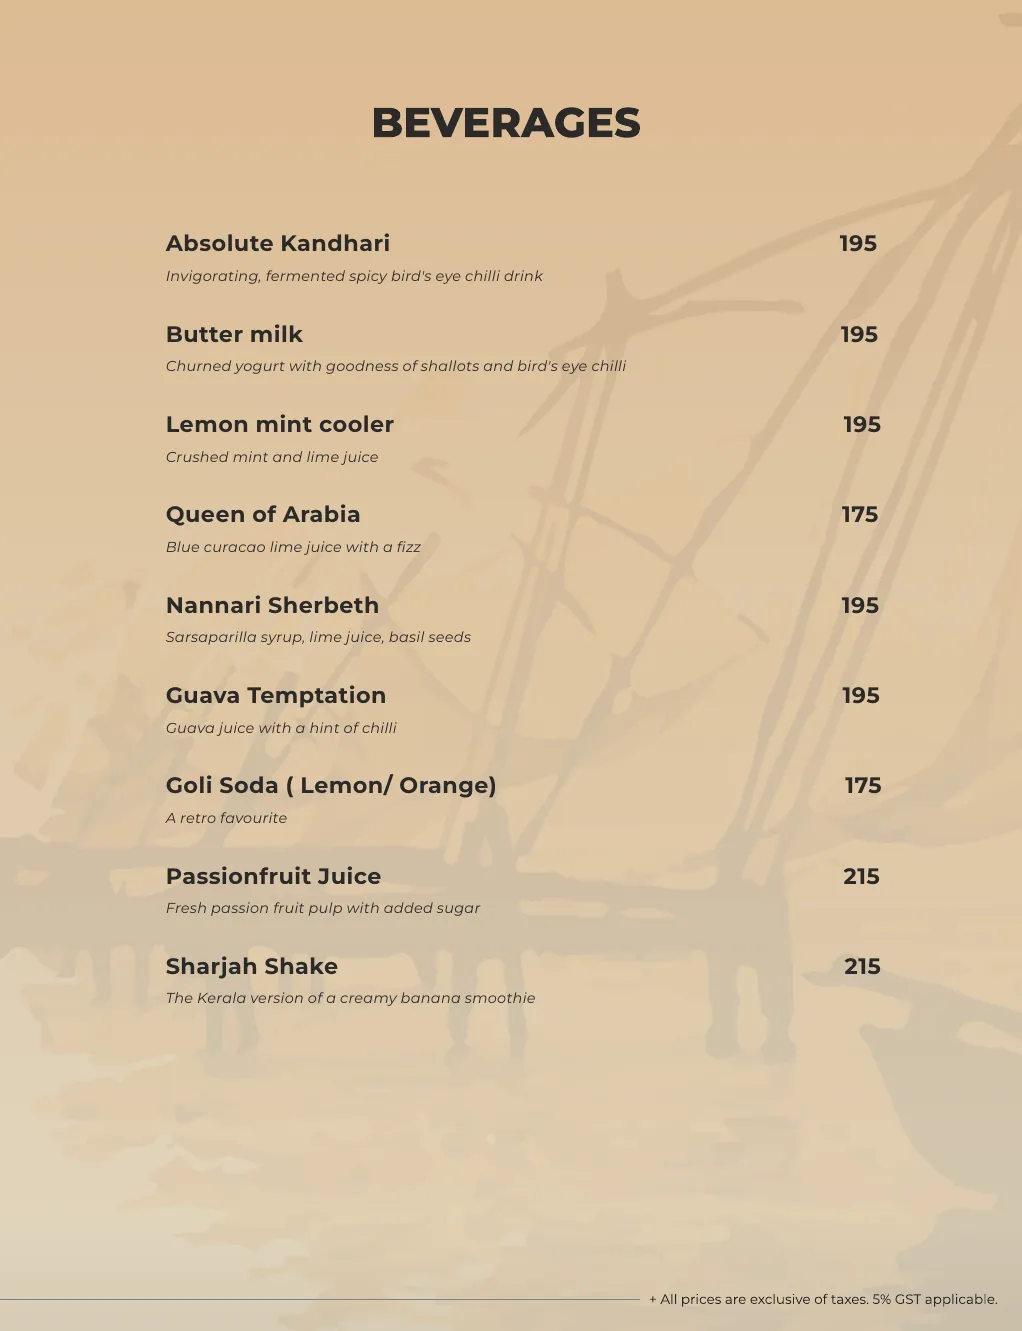 BEVERAGES
Absolute Kandhari 195
Invigorating, fermented spicy bird's eye chilli drink
Butter milk 195
Churned yogurt with goodness of shallots and bird's eye chilli
Lemon mint cooler 195
Crushed mint and lime juice
Queen of Arabia 175
Blue curacao lime juice with a fizz
Nannari Sherbeth 195
Sarsaparilla syrup, lime juice, basil seeds
Guava Temptation 195
Guava juice with a hint of chilli
Goli Soda ( Lemon/ Orange) 175
A retro favourite
Passionfruit Juice 215
Fresh passion fruit pulp with added sugar
Sharjah Shake 215
The Kerala version of a creamy banana smoothie
+ All prices are exclusive of taxes. 5% GST applicable.